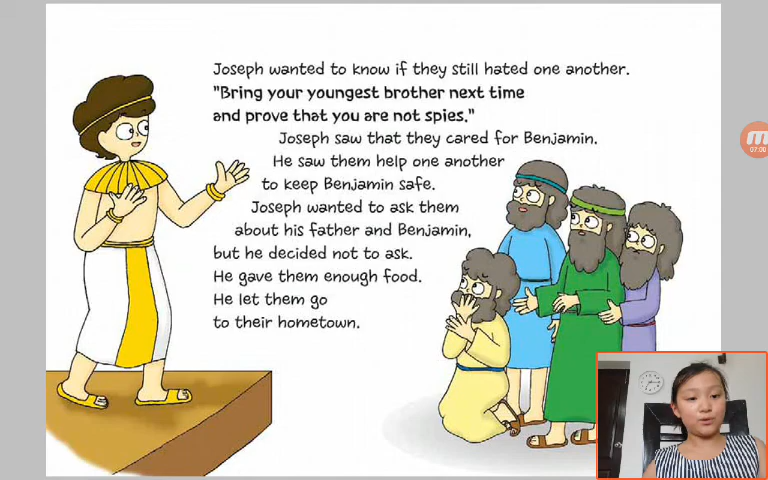 Joseph wanted to know if they still hated one another.
"Bring your youngest brother next time
and prove that you are not spies."
Joseph saw that they cared for Benjamin.
He saw them help one another
to keep Benjamin safe.
Joseph wanted to ask them
about his father and Benjamin,
but he decided not to ask.
He gave them enough food.
He let them go
to their hometown.
M
07:00